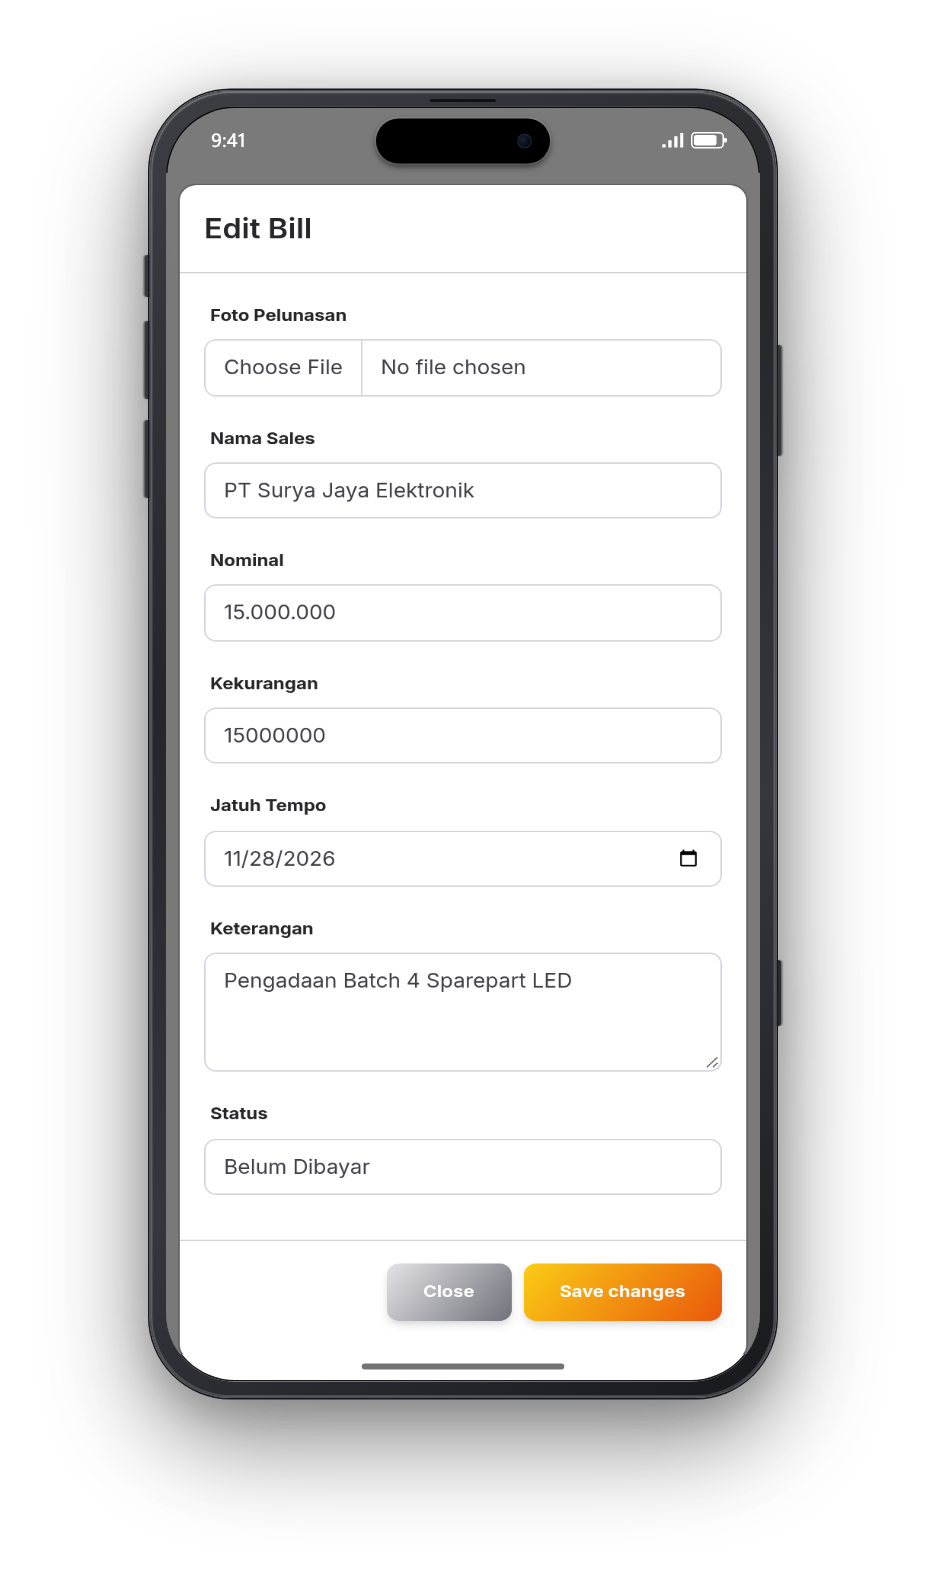 9:41
Edit Bill
Foto Pelunasan
Choose File No file chosen
Nama Sales
PT Surya Jaya Elektronik
Nominal
15.000.000
Kekurangan
15000000
Jatuh Tempo
11/28/2026
Keterangan
Pengadaan Batch 4 Sparepart LED
Status
Belum Dibayar
Close Save changes